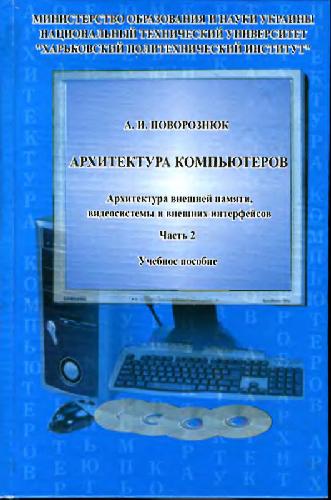 МИНИСТЕРСТВО ОБРАЗОВАНИЯ И НАУКИ УКРАИНЫ
НАЦИОНАЛЬНЫЙ ТЕХНИЧЕСКИЙ УНИВЕРСИТЕТ
"ХАРЬКОВСКИЙ ПОЛИТЕХНИЧЕСКИЙ ИНСТИТУТ"
А. И. ПОВОРОЗНЮК
АРХИТЕКТУРА КОМПЬЮТЕРОВ
Архитектура внешней памяти,
видеосистемы и внешних интерфейсов
Часть 2
Учебное пособие